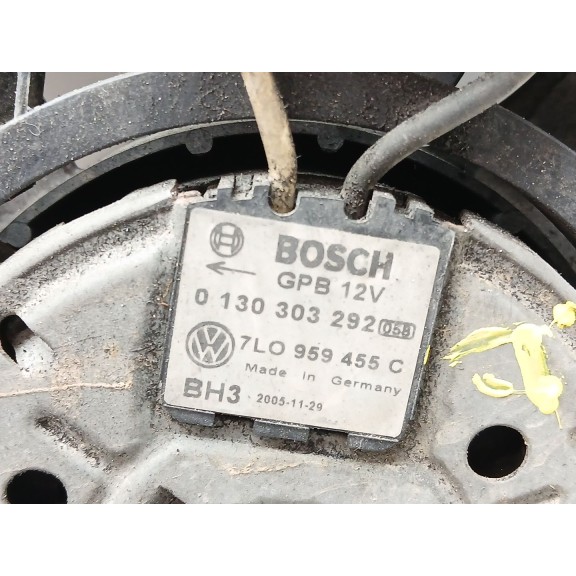 BOSCH
GPB 12V
0 130 303 292 058
7L0 959 455 C
Made in Germany
BH3 · 2005-11-29